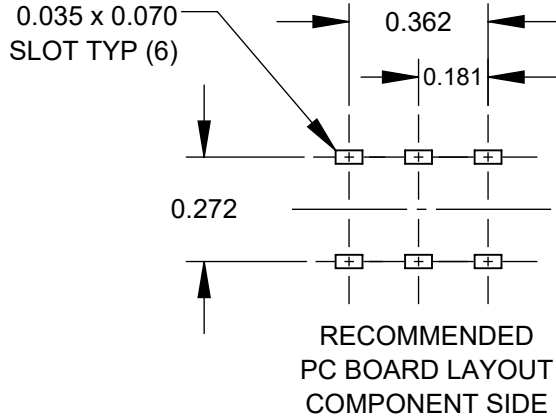 0.035 x 0.070
SLOT TYP (6)
0.362
0.181
0.272
RECOMMENDED
PC BOARD LAYOUT
COMPONENT SIDE